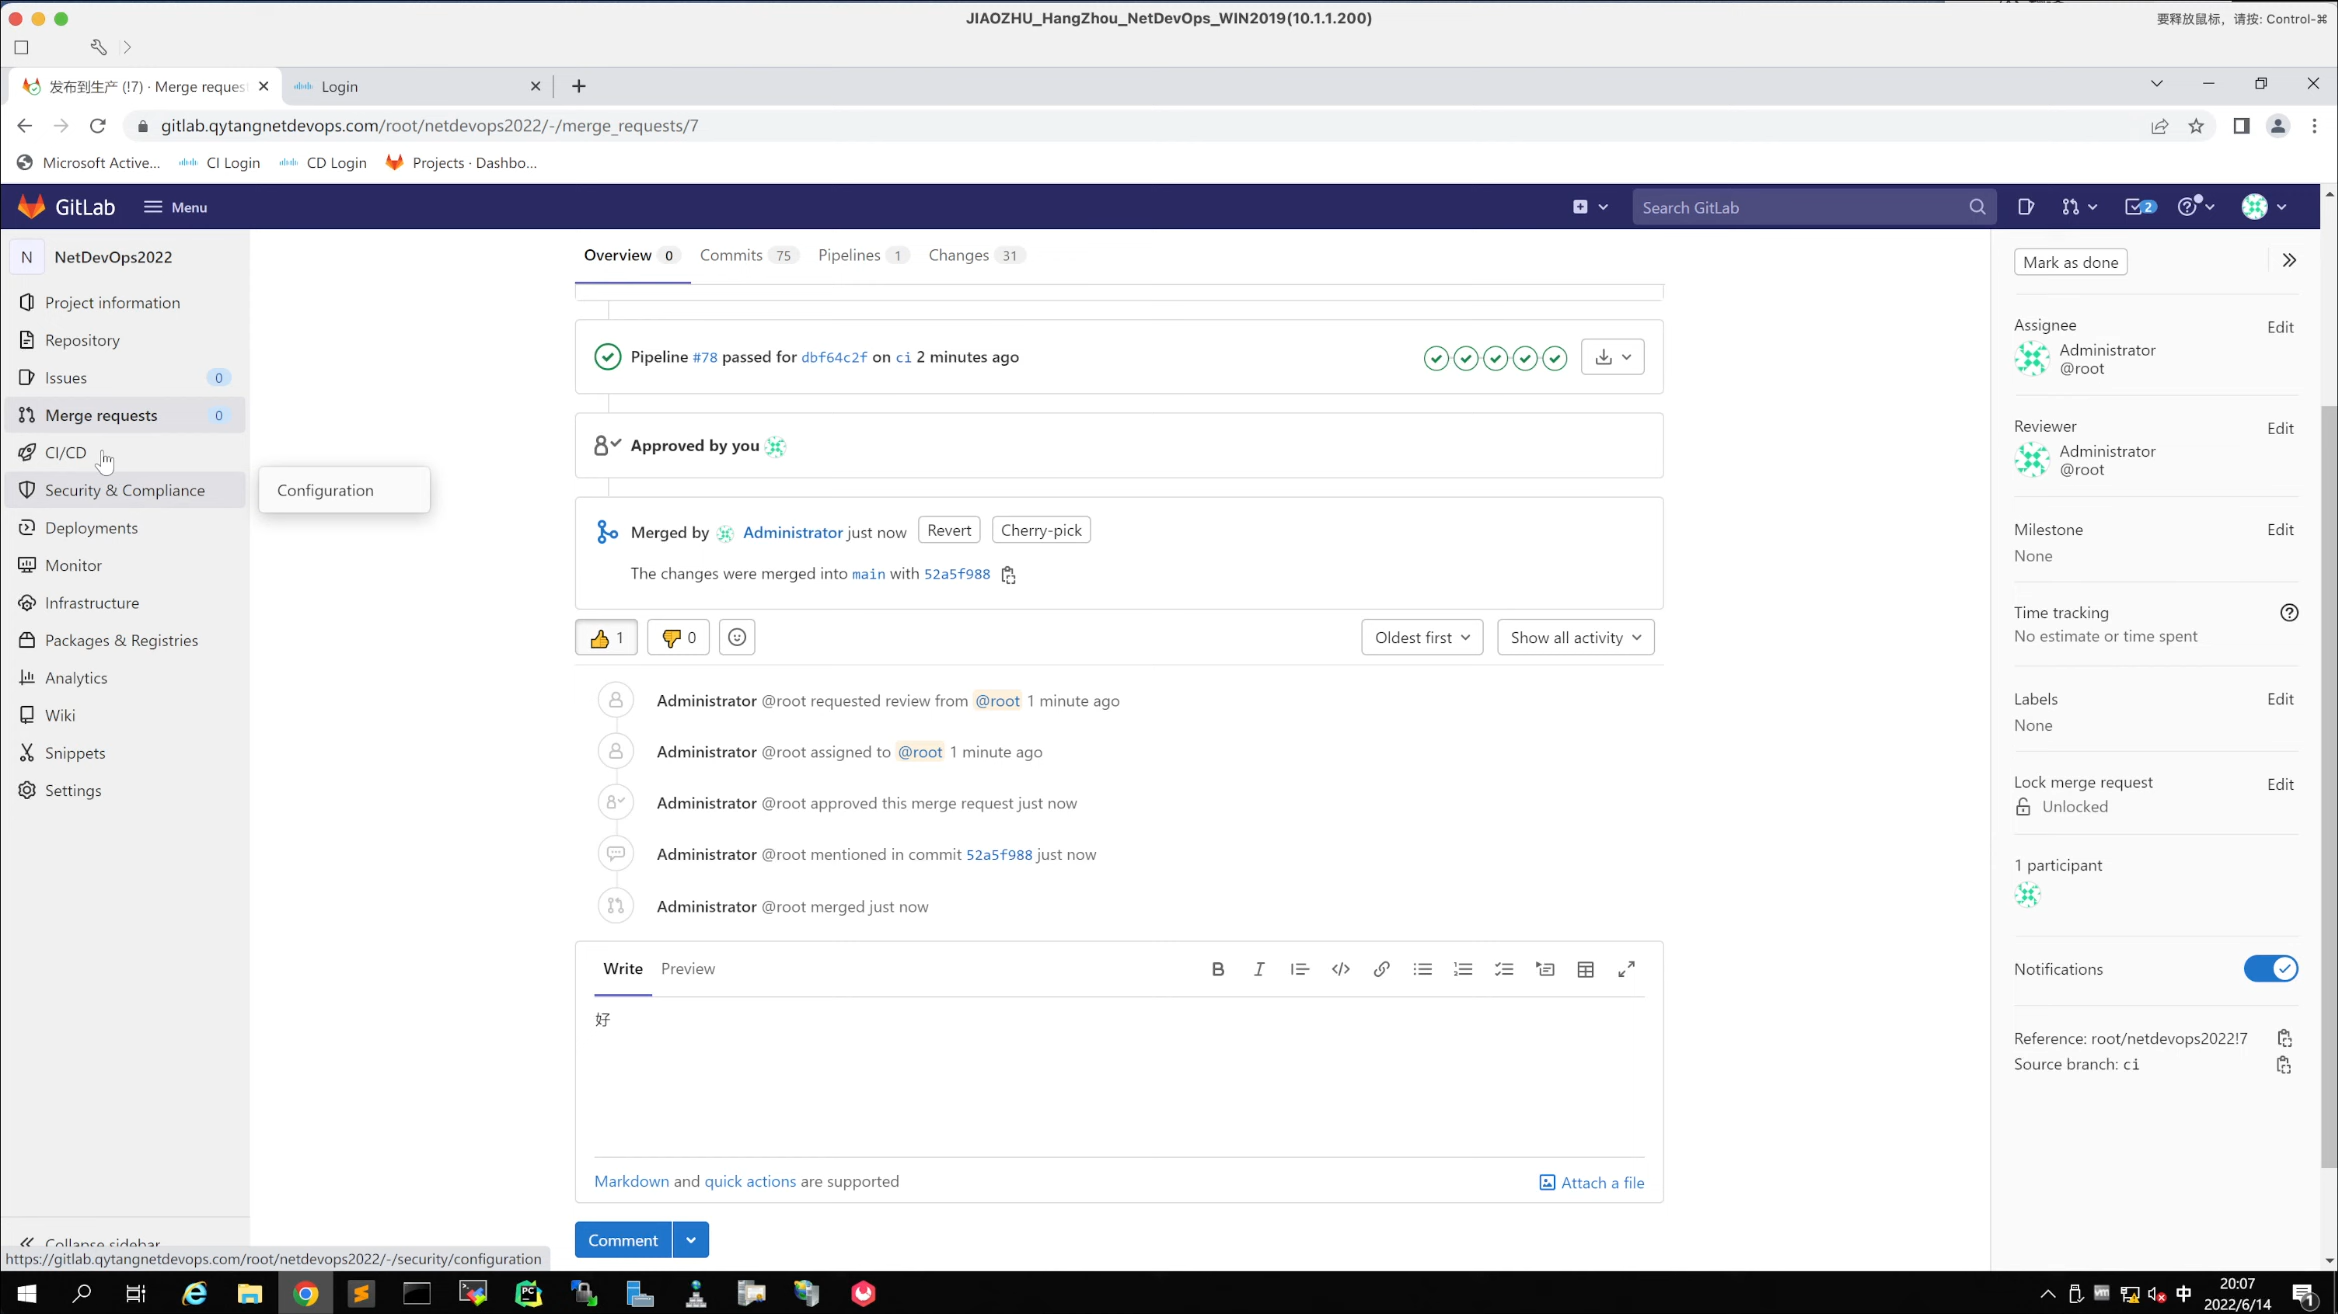 JIAOZHU_HangZhou_NetDevOps_WIN2019(10.1.1.200)
要释放鼠标，请按: Control-⌘
发布到生产 (!7) · Merge reques
Login
gitlab.qytangnetdevops.com/root/netdevops2022/-/merge_requests/7
Microsoft Active...
CI Login
CD Login
Projects · Dashbo...
GitLab
Menu
Search GitLab
2
N NetDevOps2022
Project information
Repository
Issues 0
Merge requests 0
CI/CD
Security & Compliance
Configuration
Deployments
Monitor
Infrastructure
Packages & Registries
Analytics
Wiki
Snippets
Settings
Collapse sidebar
https://gitlab.qytangnetdevops.com/root/netdevops2022/-/security/configuration
Overview 0
Commits 75
Pipelines 1
Changes 31
Pipeline #78 passed for dbf64c2f on ci 2 minutes ago
Approved by you
Merged by Administrator just now
Revert
Cherry-pick
The changes were merged into main with 52a5f988
1
0
Oldest first
Show all activity
Administrator @root requested review from @root 1 minute ago
Administrator @root assigned to @root 1 minute ago
Administrator @root approved this merge request just now
Administrator @root mentioned in commit 52a5f988 just now
Administrator @root merged just now
Write
Preview
好
Markdown and quick actions are supported
Attach a file
Comment
Mark as done
Assignee Edit
Administrator
@root
Reviewer Edit
Administrator
@root
Milestone Edit
None
Time tracking
No estimate or time spent
Labels Edit
None
Lock merge request Edit
Unlocked
1 participant
Notifications
Reference: root/netdevops2022!7
Source branch: ci
中
20:07
2022/6/14
1